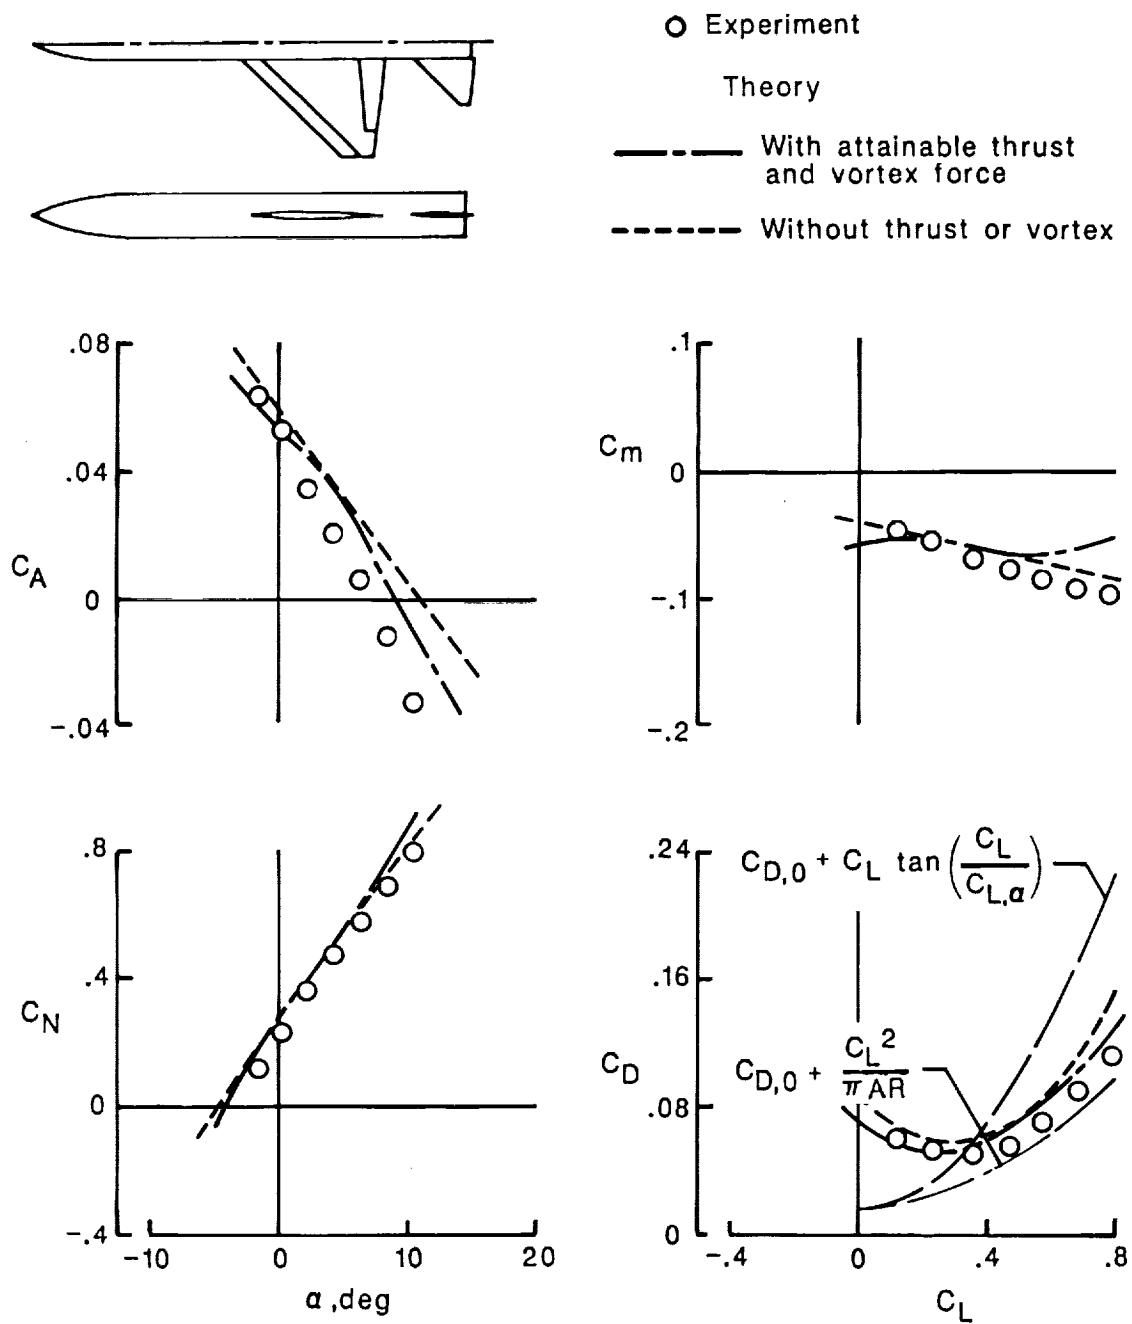 Experiment
Theory
With attainable thrust
and vortex force
Without thrust or vortex
.08
.04
0
-.04
C_A
.1
0
-.1
-.2
C_m
.8
.4
0
-.4
C_N
-10 0 10 20
α,deg
.24
.16
.08
0
C_D
C_D,0 + C_L tan(C_L/C_L,α)
C_D,0 + C_L²/πAR
-.4 0 .4 .8
C_L